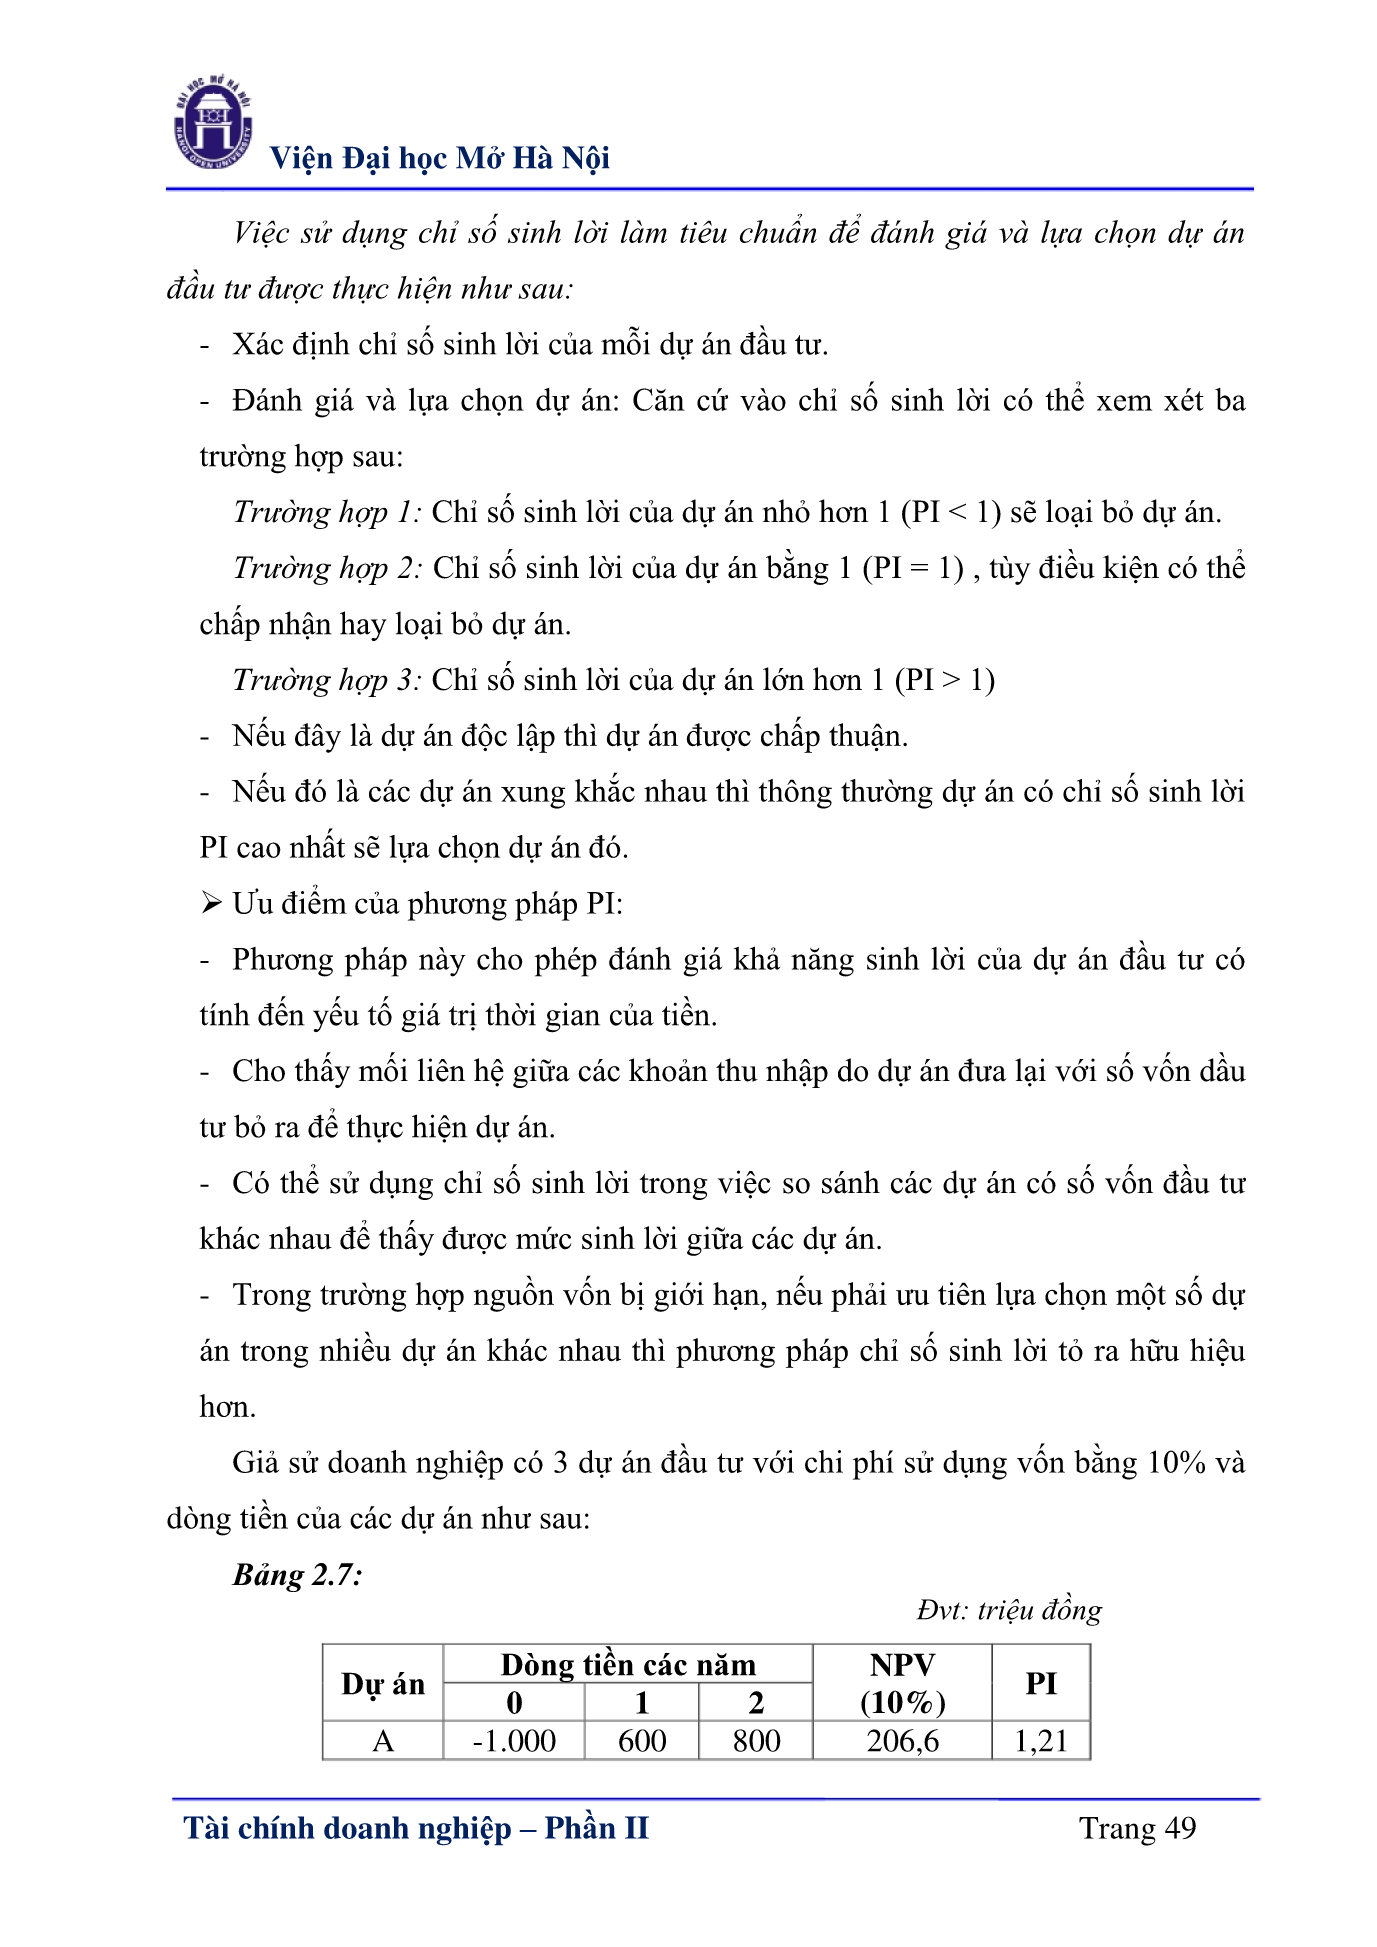 ĐẠI HỌC MỞ HÀ NỘI
HANOI OPEN UNIVERSITY
Viện Đại học Mở Hà Nội
Việc sử dụng chỉ số sinh lời làm tiêu chuẩn để đánh giá và lựa chọn dự án
đầu tư được thực hiện như sau:
- Xác định chỉ số sinh lời của mỗi dự án đầu tư.
- Đánh giá và lựa chọn dự án: Căn cứ vào chỉ số sinh lời có thể xem xét ba
trường hợp sau:
Trường hợp 1: Chỉ số sinh lời của dự án nhỏ hơn 1 (PI < 1) sẽ loại bỏ dự án.
Trường hợp 2: Chỉ số sinh lời của dự án bằng 1 (PI = 1) , tùy điều kiện có thể
chấp nhận hay loại bỏ dự án.
Trường hợp 3: Chỉ số sinh lời của dự án lớn hơn 1 (PI > 1)
- Nếu đây là dự án độc lập thì dự án được chấp thuận.
- Nếu đó là các dự án xung khắc nhau thì thông thường dự án có chỉ số sinh lời
PI cao nhất sẽ lựa chọn dự án đó.
➢ Ưu điểm của phương pháp PI:
- Phương pháp này cho phép đánh giá khả năng sinh lời của dự án đầu tư có
tính đến yếu tố giá trị thời gian của tiền.
- Cho thấy mối liên hệ giữa các khoản thu nhập do dự án đưa lại với số vốn dầu
tư bỏ ra để thực hiện dự án.
- Có thể sử dụng chỉ số sinh lời trong việc so sánh các dự án có số vốn đầu tư
khác nhau để thấy được mức sinh lời giữa các dự án.
- Trong trường hợp nguồn vốn bị giới hạn, nếu phải ưu tiên lựa chọn một số dự
án trong nhiều dự án khác nhau thì phương pháp chỉ số sinh lời tỏ ra hữu hiệu
hơn.
Giả sử doanh nghiệp có 3 dự án đầu tư với chi phí sử dụng vốn bằng 10% và
dòng tiền của các dự án như sau:
Bảng 2.7:
Đvt: triệu đồng
Dự án Dòng tiền các năm NPV (10%) PI
0 1 2
A -1.000 600 800 206,6 1,21
Tài chính doanh nghiệp – Phần II Trang 49